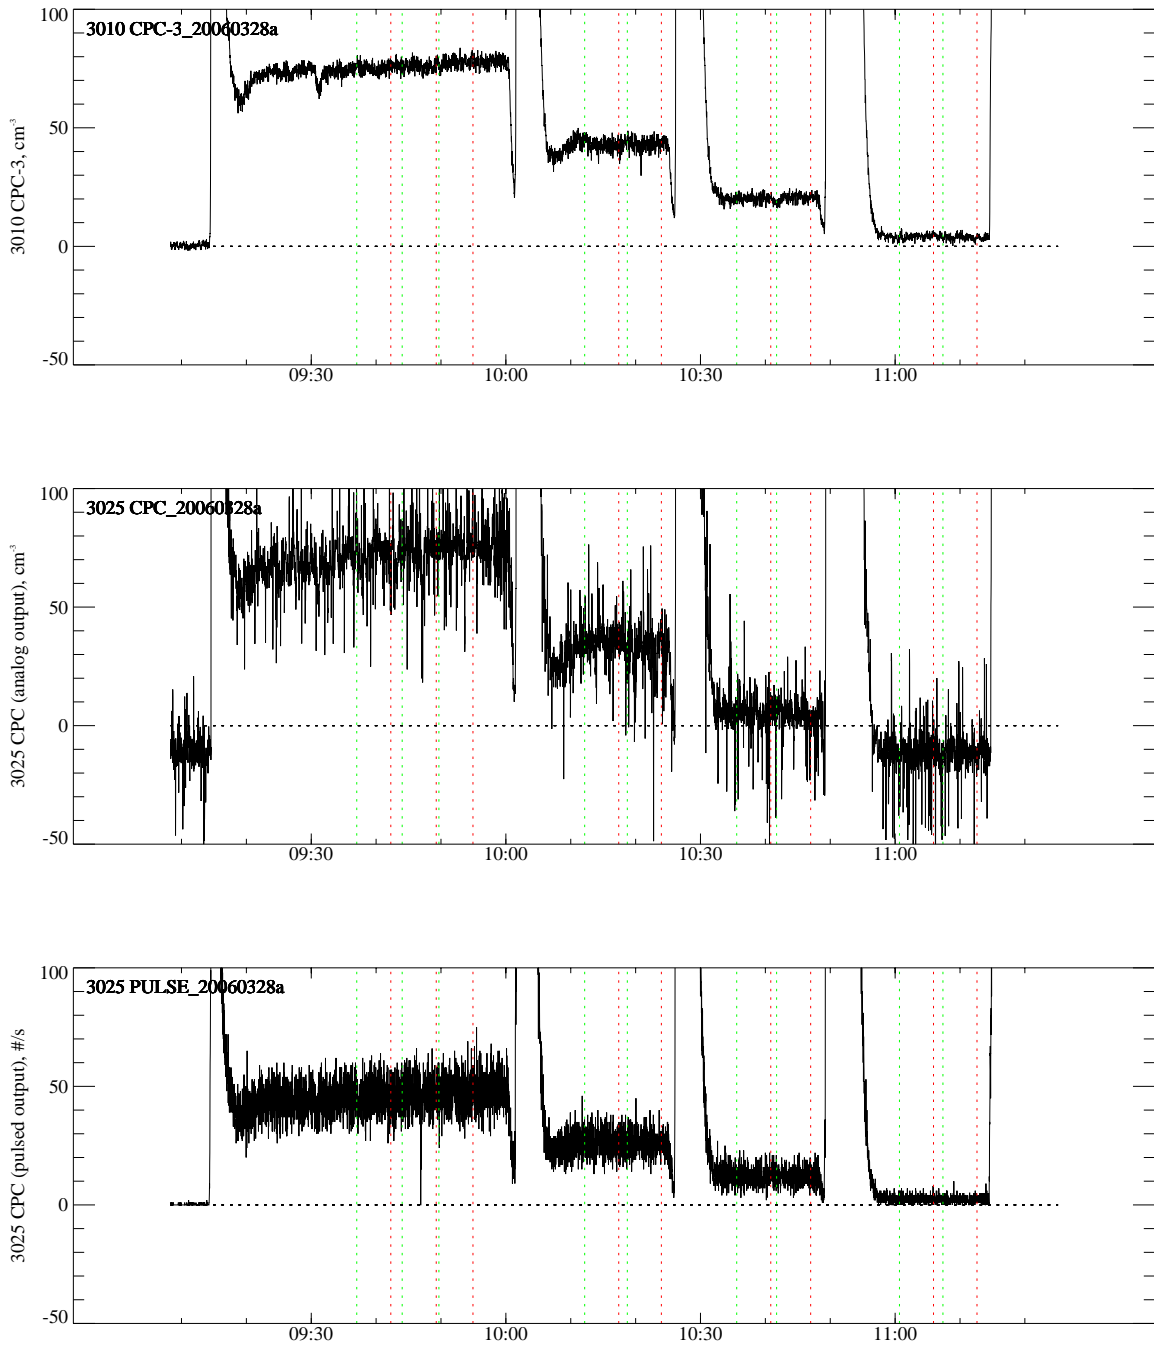 100
3010 CPC-3_20060328a
50
0
-50
3010 CPC-3, cm⁻³
09:30 10:00 10:30 11:00
100
3025 CPC_20060328a
50
0
-50
3025 CPC (analog output), cm⁻³
09:30 10:00 10:30 11:00
100
3025 PULSE_20060328a
50
0
-50
3025 CPC (pulsed output), #/s
09:30 10:00 10:30 11:00